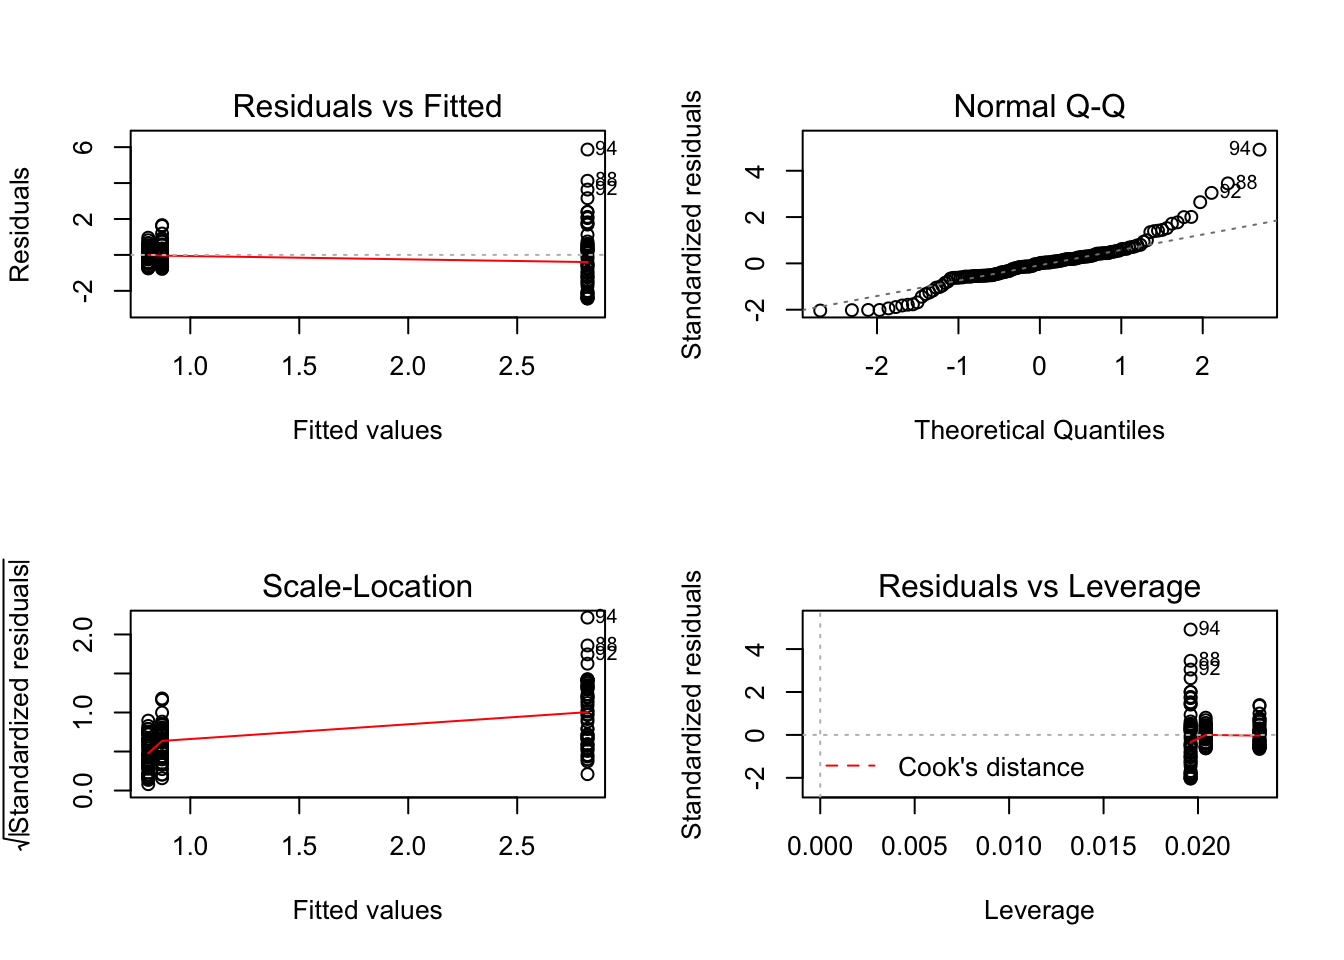 Residuals vs Fitted
Residuals
6
2
-2
94
88
92
1.0 1.5 2.0 2.5
Fitted values
Normal Q-Q
Standardized residuals
4
2
0
-2
94
88
92
-2 -1 0 1 2
Theoretical Quantiles
Scale-Location
√|Standardized residuals|
2.0
1.0
0.0
94
88
92
1.0 1.5 2.0 2.5
Fitted values
Residuals vs Leverage
Standardized residuals
4
2
0
-2
94
88
92
Cook's distance
0.000 0.005 0.010 0.015 0.020
Leverage